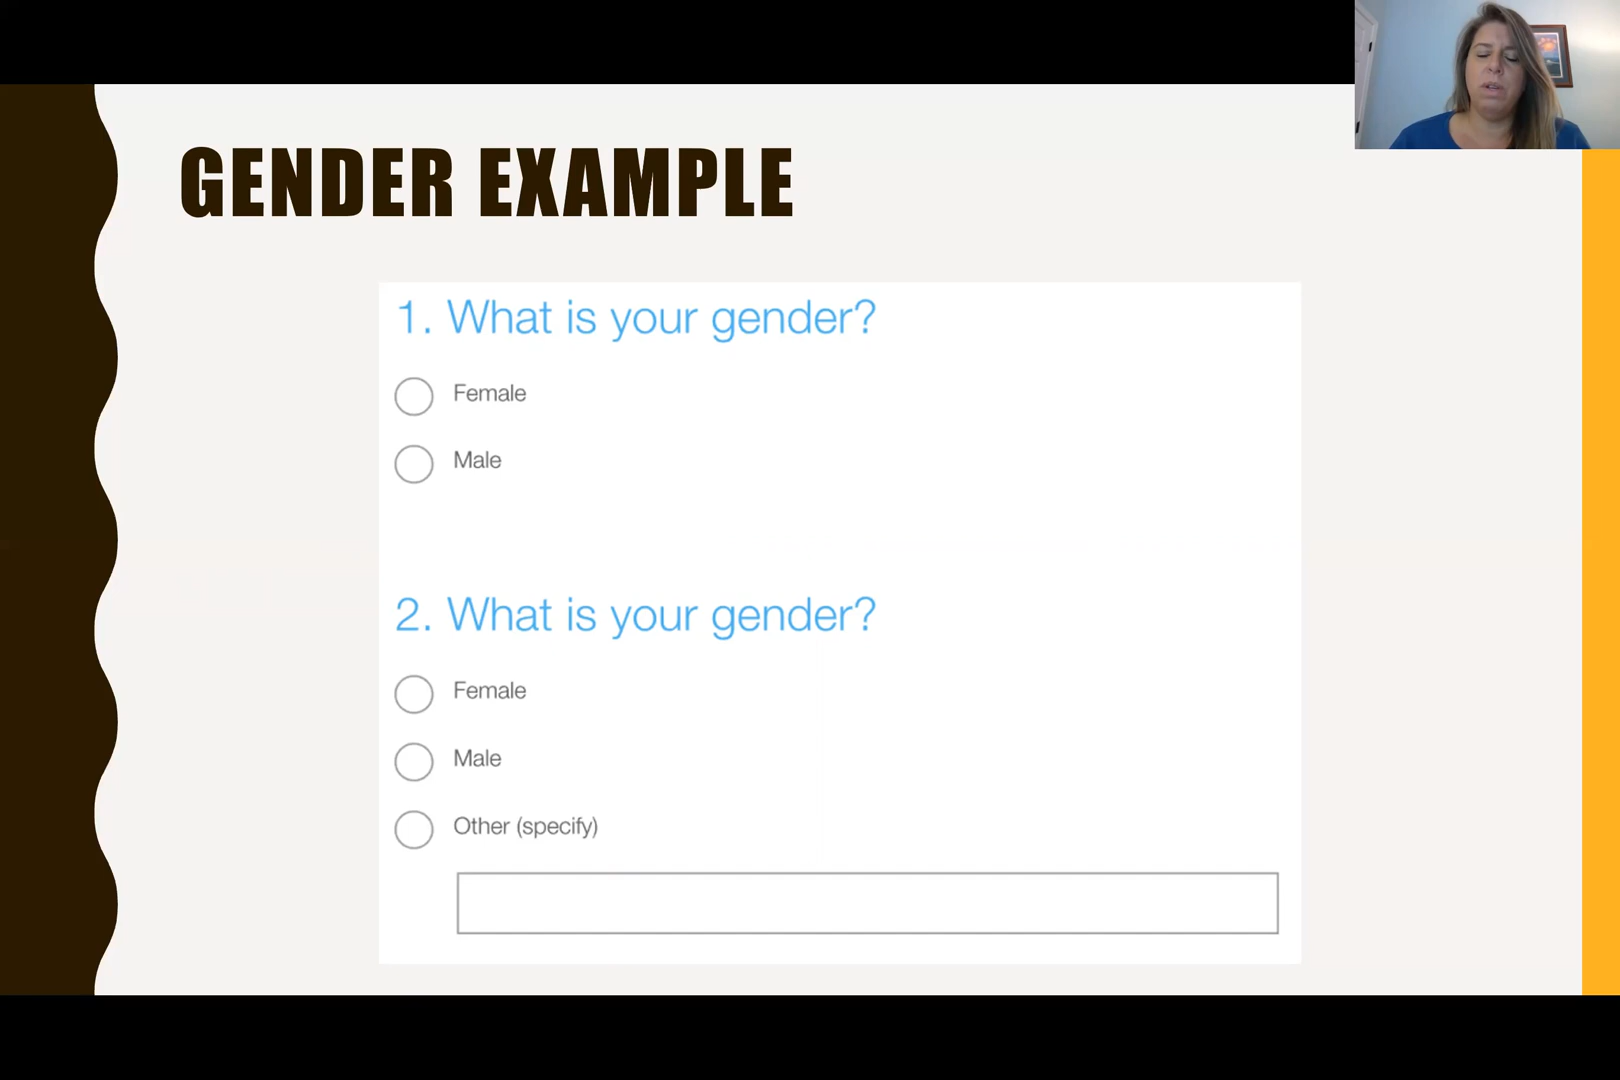 GENDER EXAMPLE
1. What is your gender?
Female
Male
2. What is your gender?
Female
Male
Other (specify)